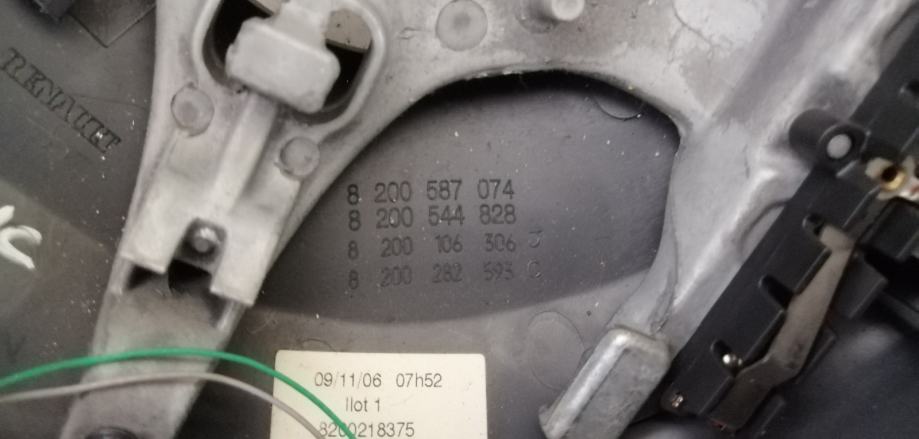 RENAULT
8 200 587 074
8 200 544 828
8 200 106 306 J
8 200 282 593 C
09/11/06 07h52
Ilot 1
8200218375